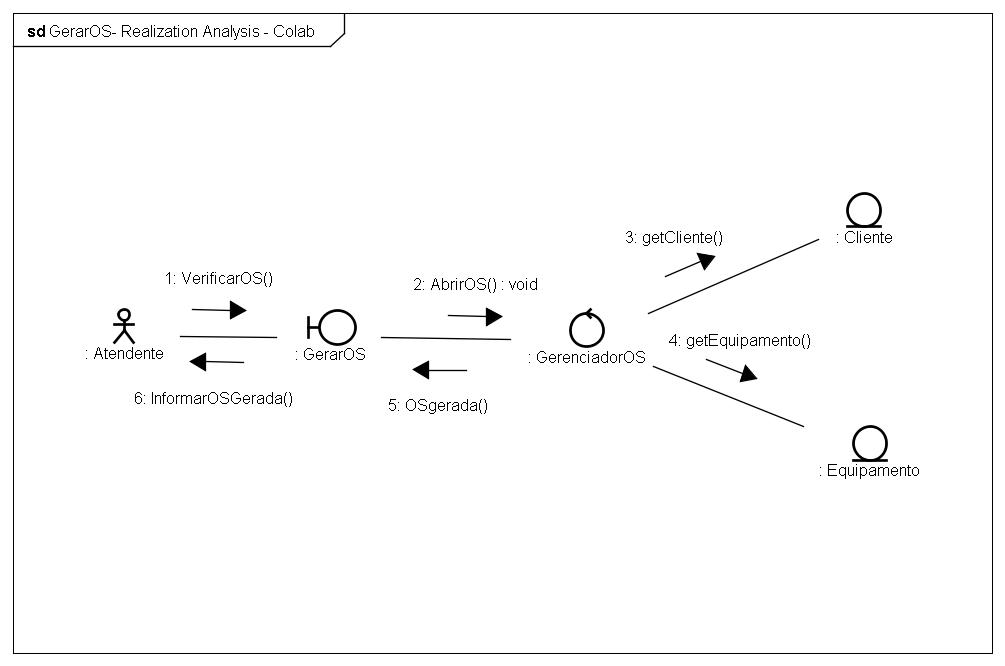 sd GerarOS- Realization Analysis - Colab
3: getCliente()
: Cliente
1: VerificarOS()
2: AbrirOS() : void
: Atendente
: GerarOS
: GerenciadorOS
4: getEquipamento()
6: InformarOSGerada()
5: OSgerada()
: Equipamento